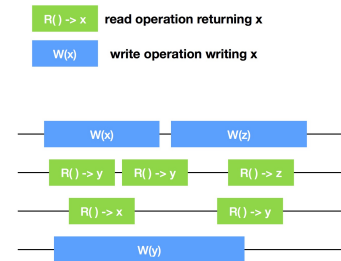 R( ) -> x read operation returning x
W(x) write operation writing x
W(x) W(z)
R( ) -> y R( ) -> y R( ) -> z
R( ) -> x R( ) -> y
W(y)